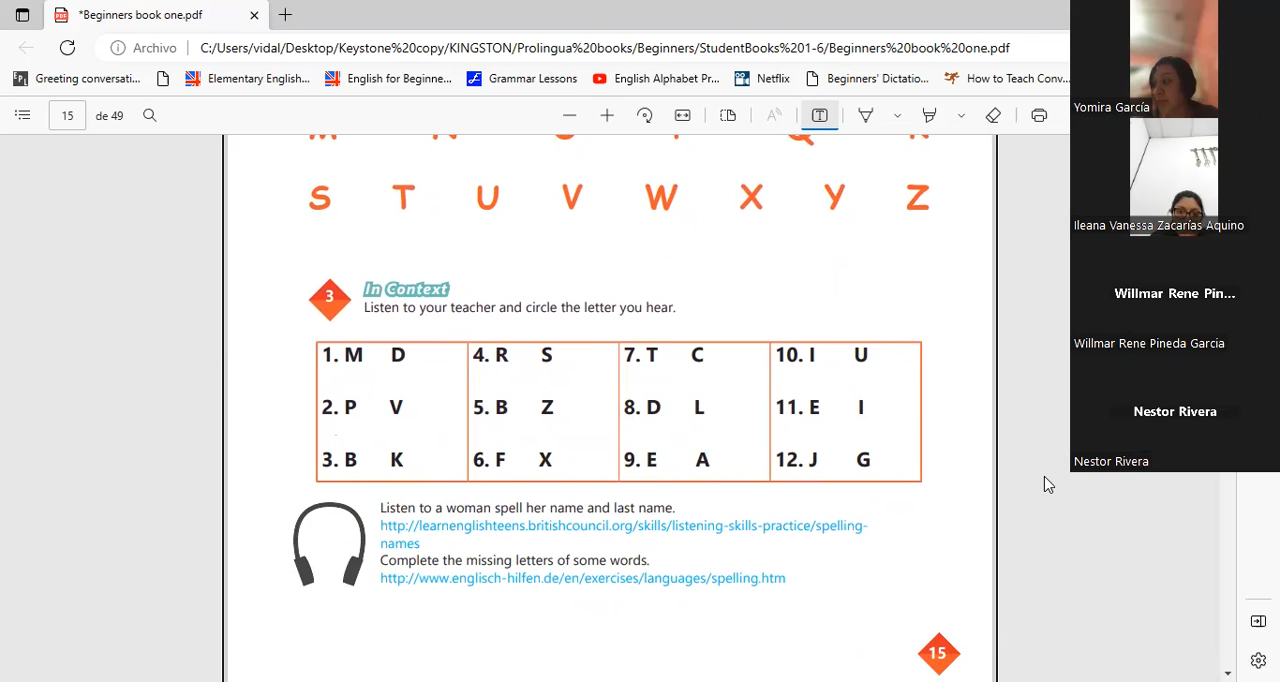 *Beginners book one.pdf
Archivo
C:/Users/vidal/Desktop/Keystone%20copy/KINGSTON/Prolingua%20books/Beginners/StudentBooks%201-6/Beginners%20book%20one.pdf
Greeting conversati...
Elementary English...
English for Beginne...
Grammar Lessons
English Alphabet Pr...
Netflix
Beginners' Dictatio...
How to Teach Conv...
15 de 49
S T U V W X Y Z
3
In Context
Listen to your teacher and circle the letter you hear.
1. M D 4. R S 7. T C 10. I U
2. P V 5. B Z 8. D L 11. E I
3. B K 6. F X 9. E A 12. J G
Listen to a woman spell her name and last name.
http://learnenglishteens.britishcouncil.org/skills/listening-skills-practice/spelling-
names
Complete the missing letters of some words.
http://www.englisch-hilfen.de/en/exercises/languages/spelling.htm
15
Yomira García
Ileana Vanessa Zacarías Aquino
Willmar Rene Pin...
Willmar Rene Pineda Garcia
Nestor Rivera
Nestor Rivera